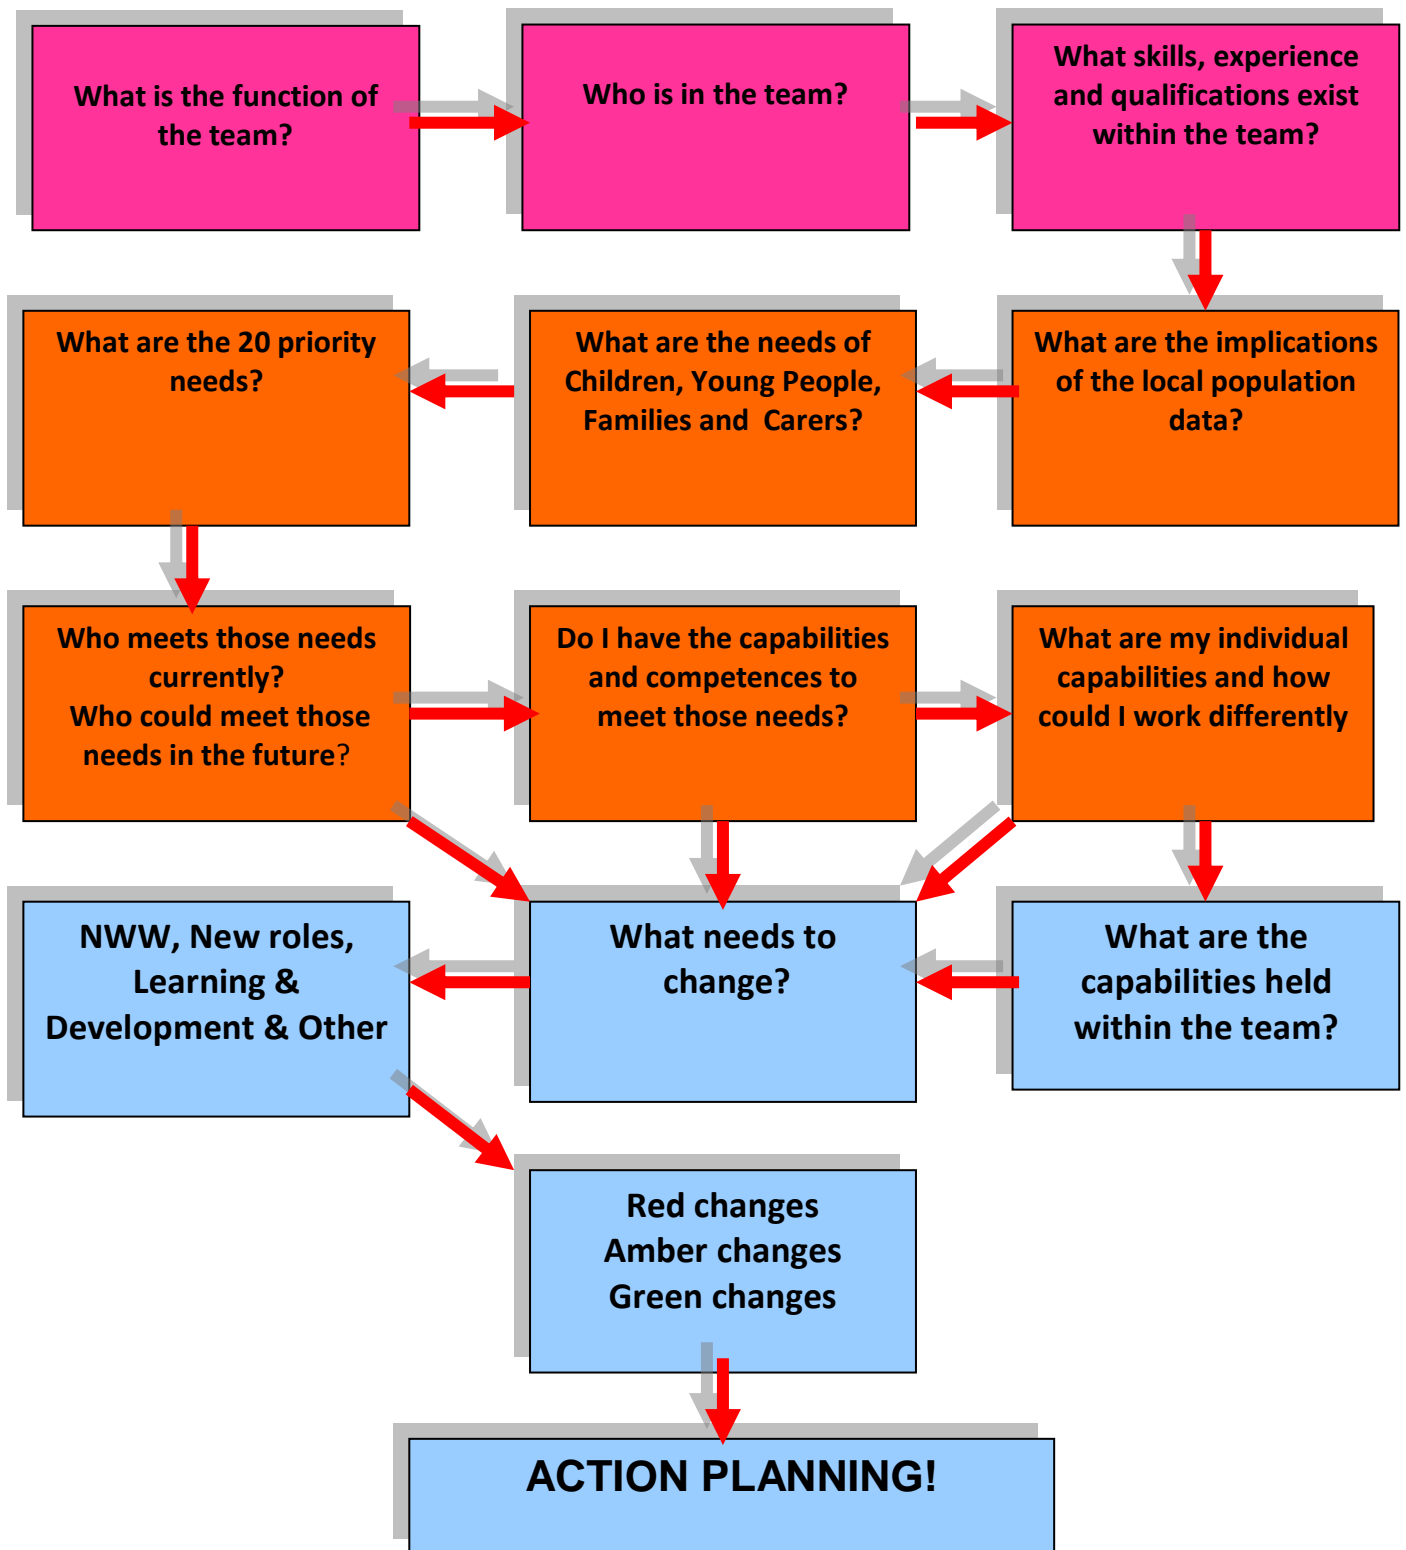 What is the function of
the team?
Who is in the team?
What skills, experience
and qualifications exist
within the team?
What are the 20 priority
needs?
What are the needs of
Children, Young People,
Families and  Carers?
What are the implications
of the local population
data?
Who meets those needs
currently?
Who could meet those
needs in the future?
Do I have the capabilities
and competences to
meet those needs?
What are my individual
capabilities and how
could I work differently
NWW, New roles,
Learning &
Development & Other
What needs to
change?
What are the
capabilities held
within the team?
Red changes
Amber changes
Green changes
ACTION PLANNING!